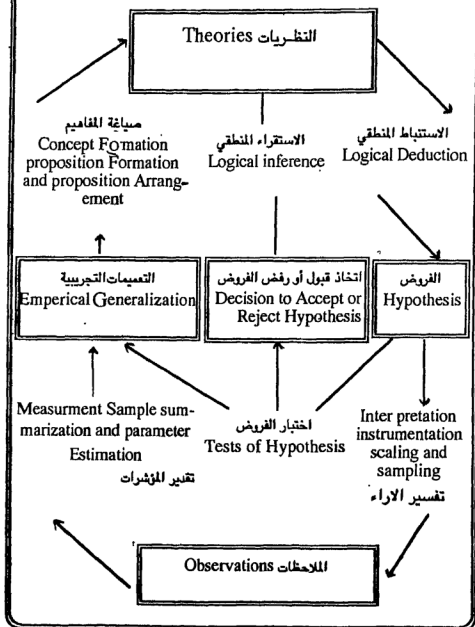 Theories النظريات
صياغة المفاهيم
Concept Formation
proposition Formation
and proposition Arrang-
ement
الاستقراء المنطقي
Logical inference
الاستنباط المنطقي
Logical Deduction
التعميمات التجريبية
Emperical Generalization
اتخاذ قبول أو رفض الفروض
Decision to Accept or
Reject Hypothesis
الفروض
Hypothesis
Measurment Sample sum-
marization and parameter
Estimation
تقدير المؤشرات
اختبار الفروض
Tests of Hypothesis
Inter pretation
instrumentation
scaling and
sampling
تفسير الاراء
Observations الملاحظات